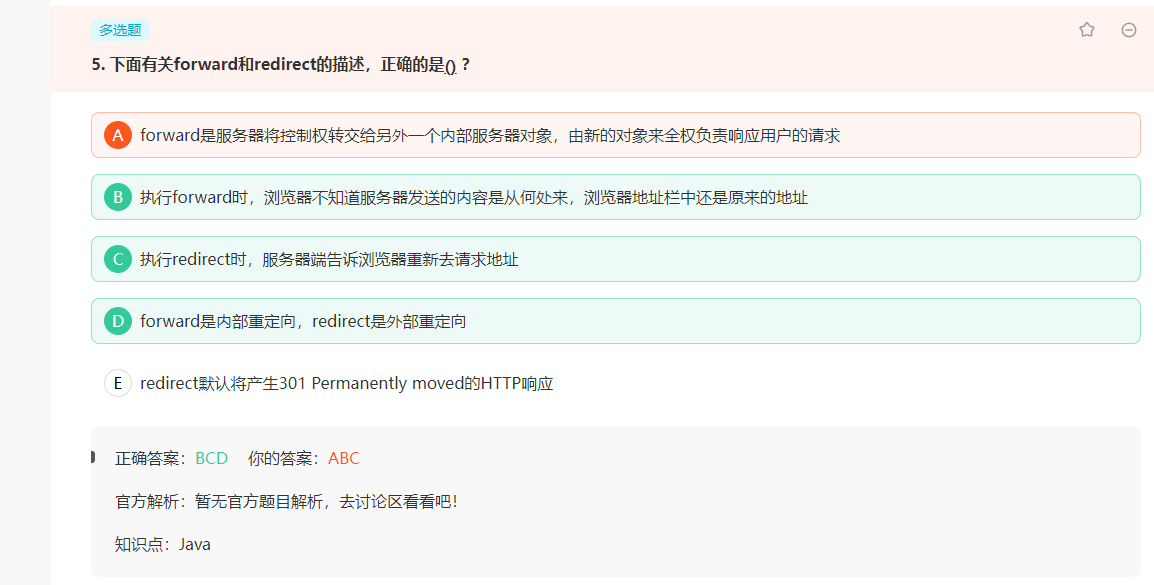 多选题
5. 下面有关forward和redirect的描述，正确的是() ？
A forward是服务器将控制权转交给另外一个内部服务器对象，由新的对象来全权负责响应用户的请求
B 执行forward时，浏览器不知道服务器发送的内容是从何处来，浏览器地址栏中还是原来的地址
C 执行redirect时，服务器端告诉浏览器重新去请求地址
D forward是内部重定向，redirect是外部重定向
E redirect默认将产生301 Permanently moved的HTTP响应
正确答案：BCD 你的答案：ABC
官方解析：暂无官方题目解析，去讨论区看看吧！
知识点：Java